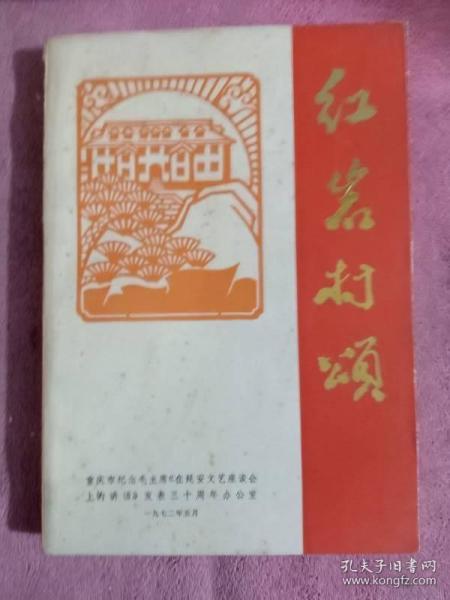 红岩村颂
重庆市纪念毛主席《在延安文艺座谈会
上的讲话》发表三十周年办公室
一九七二年五月
孔夫子旧书网
www.kongfz.com